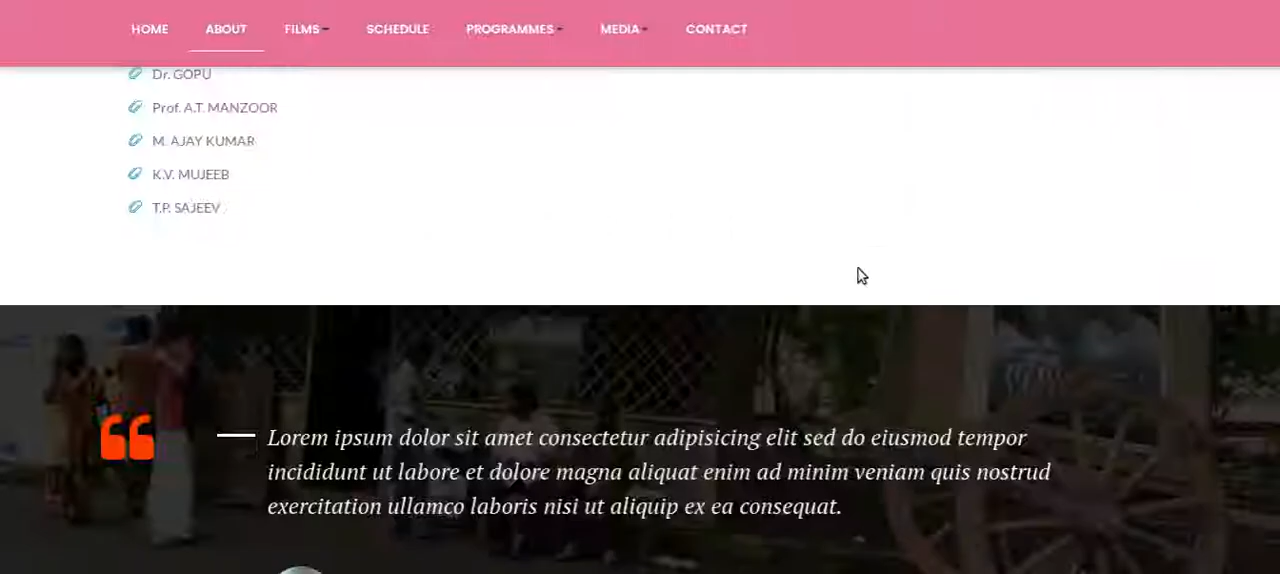 HOME ABOUT FILMS SCHEDULE PROGRAMMES MEDIA CONTACT
Dr. GOPU
Prof. A.T. MANZOOR
M. AJAY KUMAR
K.V. MUJEEB
T.P. SAJEEV
Lorem ipsum dolor sit amet consectetur adipisicing elit sed do eiusmod tempor
incididunt ut labore et dolore magna aliquat enim ad minim veniam quis nostrud
exercitation ullamco laboris nisi ut aliquip ex ea consequat.